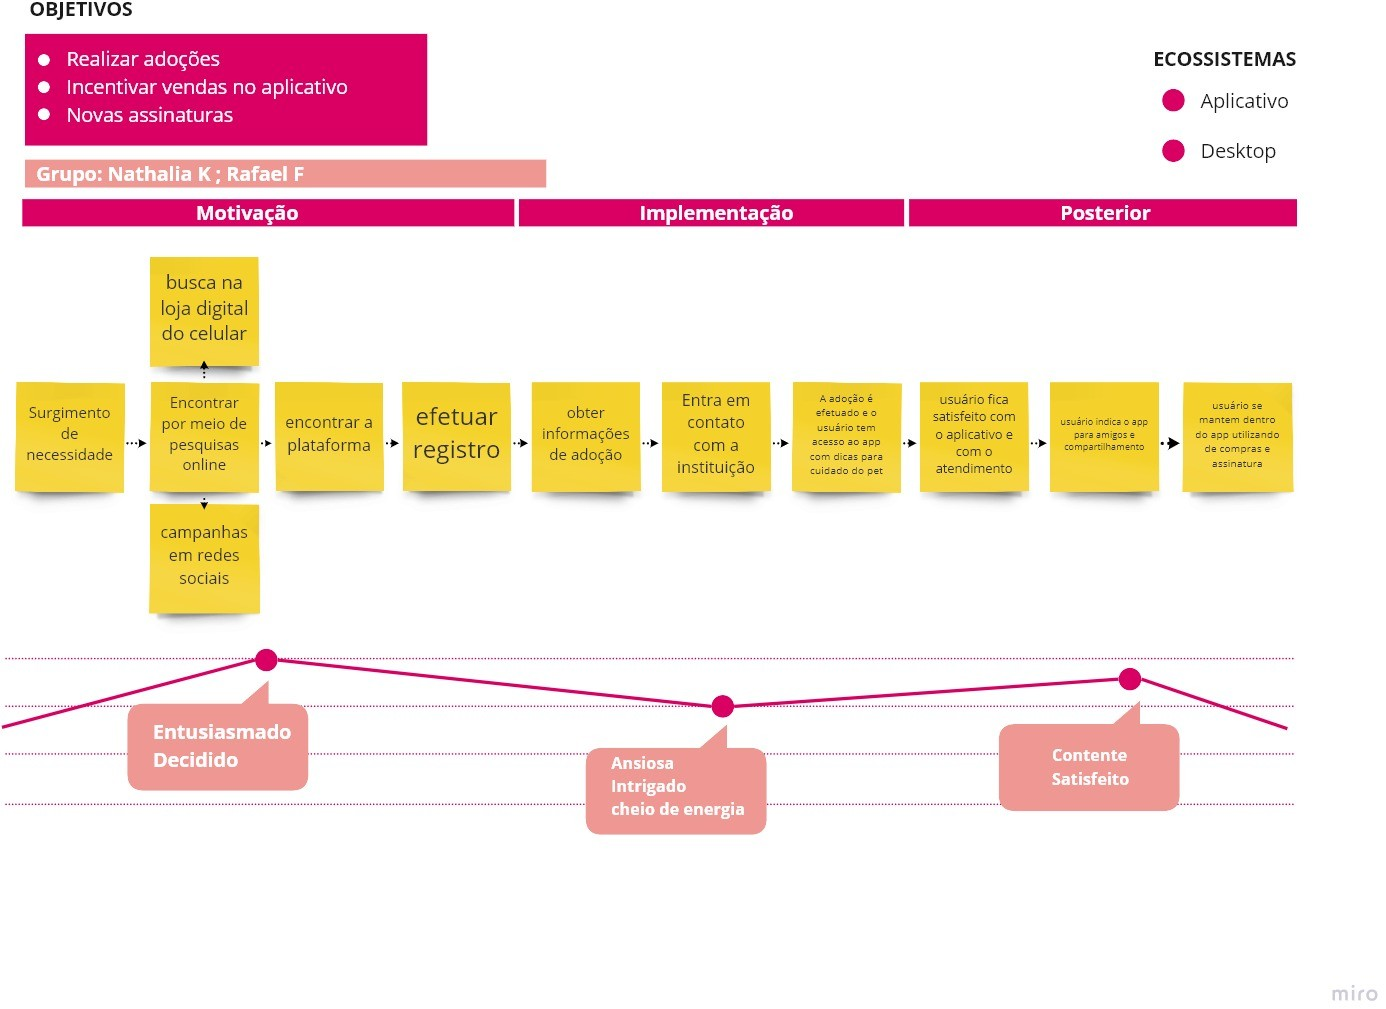 OBJETIVOS
Realizar adoções
Incentivar vendas no aplicativo
Novas assinaturas
ECOSSISTEMAS
Aplicativo
Desktop
Grupo: Nathalia K ; Rafael F
Motivação
Implementação
Posterior
busca na
loja digital
do celular
Surgimento
de
necessidade
Encontrar
por meio de
pesquisas
online
encontrar a
plataforma
efetuar
registro
obter
informações
de adoção
Entra em
contato
com a
instituição
A adoção é
efetuado e o
usuário tem
acesso ao app
com dicas para
cuidado do pet
usuário fica
satisfeito com
o aplicativo e
com o
atendimento
usuário indica o app
para amigos e
compartilhamento
usuário se
mantem dentro
do app utilizando
de compras e
assinatura
campanhas
em redes
sociais
Entusiasmado
Decidido
Ansiosa
Intrigado
cheio de energia
Contente
Satisfeito
miro